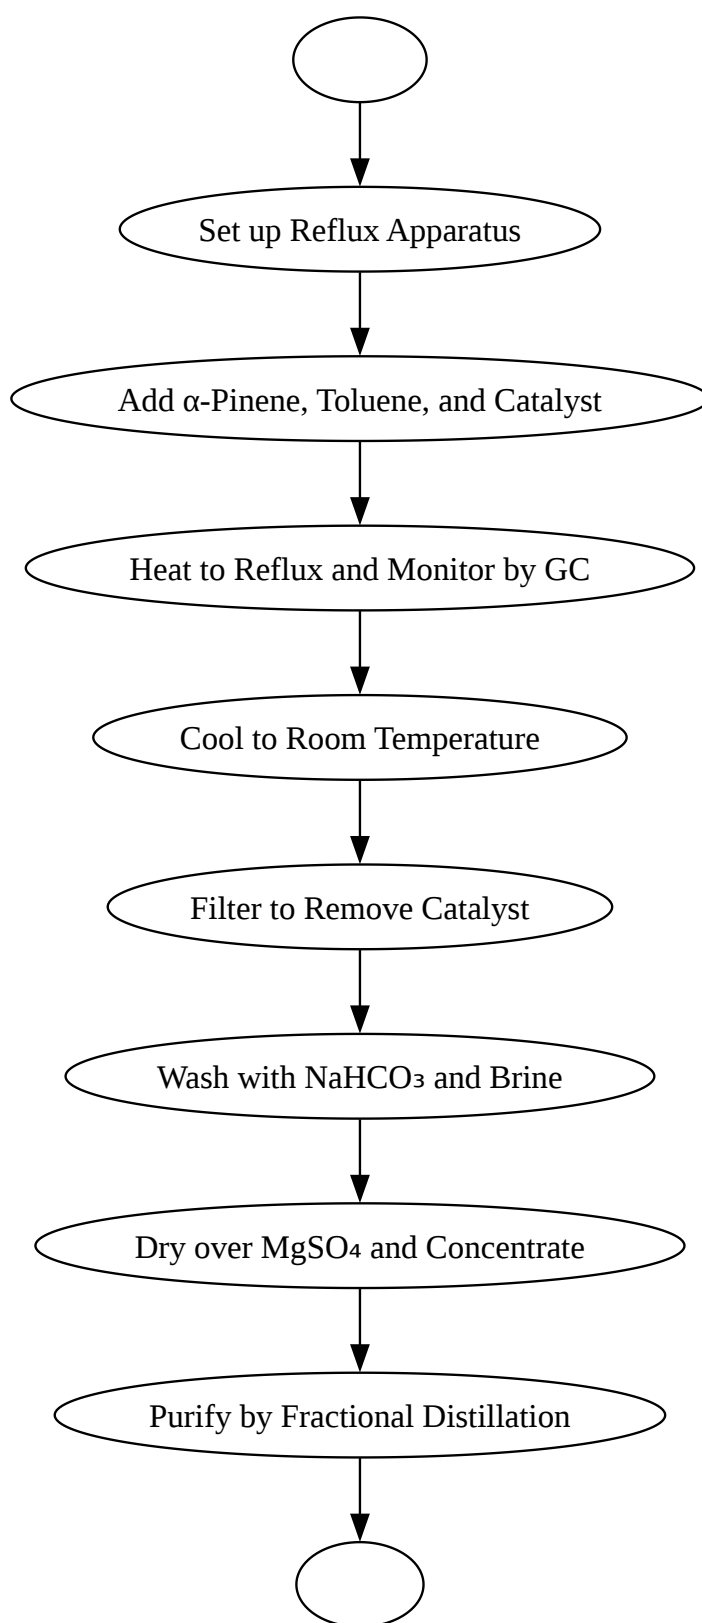 Set up Reflux Apparatus
Add α-Pinene, Toluene, and Catalyst
Heat to Reflux and Monitor by GC
Cool to Room Temperature
Filter to Remove Catalyst
Wash with NaHCO₃ and Brine
Dry over MgSO₄ and Concentrate
Purify by Fractional Distillation